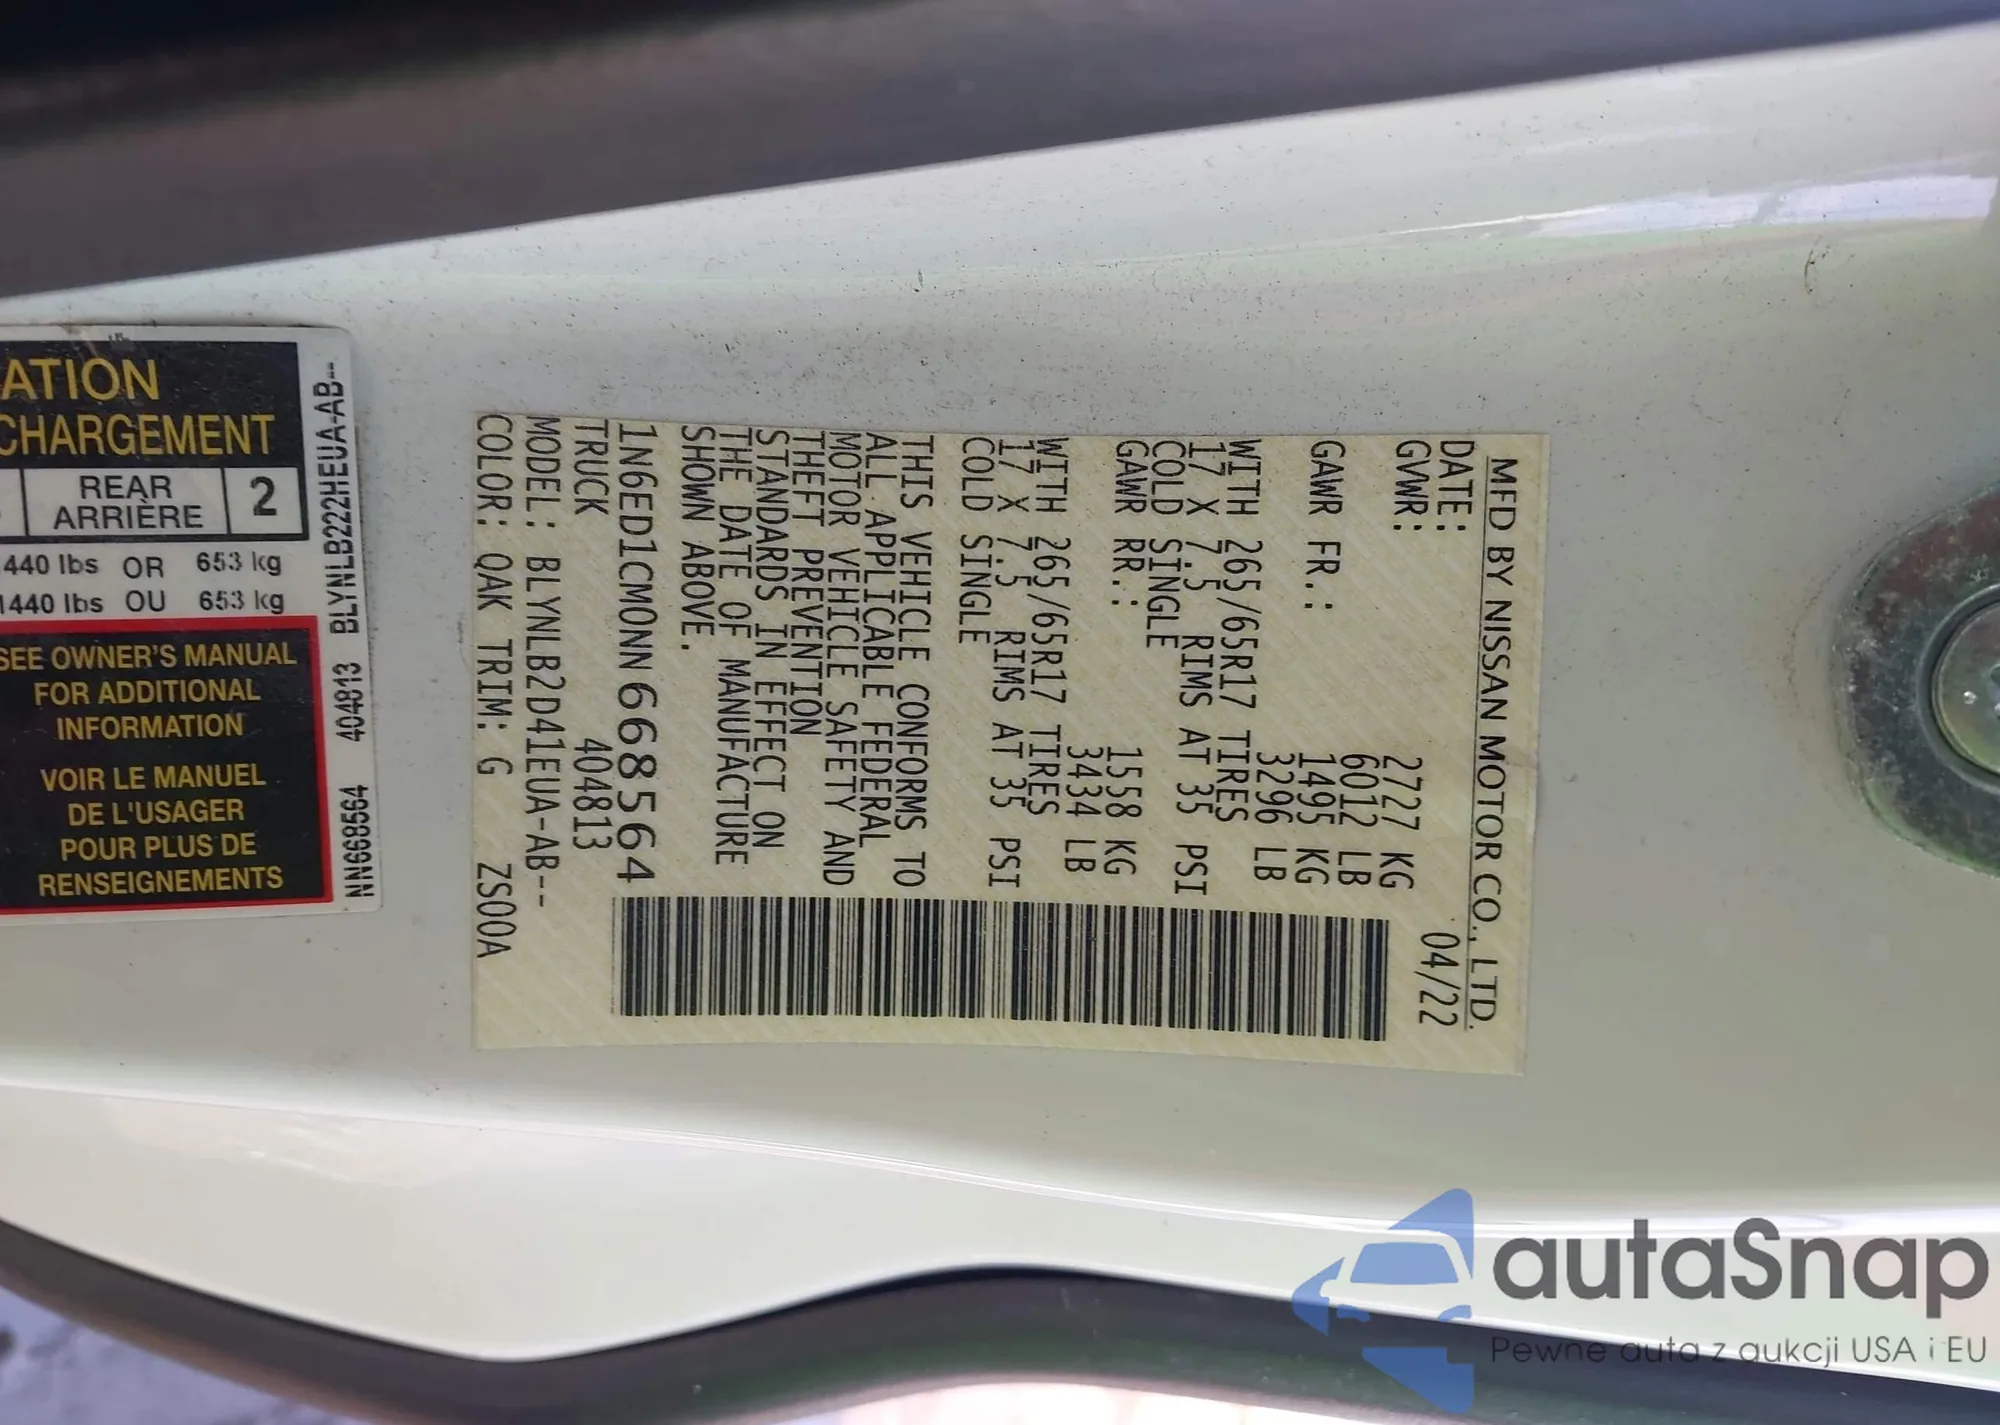 MFD BY NISSAN MOTOR CO., LTD.
DATE: 04/22
GVWR: 2727 KG
6012 LB
GAWR FR.: 1495 KG
3296 LB
WITH 265/65R17 TIRES
17 X 7.5 RIMS AT 35 PSI
COLD SINGLE
GAWR RR.: 1558 KG
3434 LB
WITH 265/65R17 TIRES
17 X 7.5 RIMS AT 35 PSI
COLD SINGLE
THIS VEHICLE CONFORMS TO
ALL APPLICABLE FEDERAL
MOTOR VEHICLE SAFETY AND
THEFT PREVENTION
STANDARDS IN EFFECT ON
THE DATE OF MANUFACTURE
SHOWN ABOVE.
1N6ED1CM0NN668564
TRUCK 404813
MODEL: BLYNLB2D41EUA-AB--
COLOR: QAK TRIM: G ZS00A
ATION
CHARGEMENT
REAR 2
ARRIÈRE
440 lbs OR 653 kg
1440 lbs OU 653 kg
SEE OWNER'S MANUAL
FOR ADDITIONAL
INFORMATION
VOIR LE MANUEL
DE L'USAGER
POUR PLUS DE
RENSEIGNEMENTS
NN668564 404813 BLYNLB222HEUA-AB--
autaSnap
Pewne auta z aukcji USA i EU